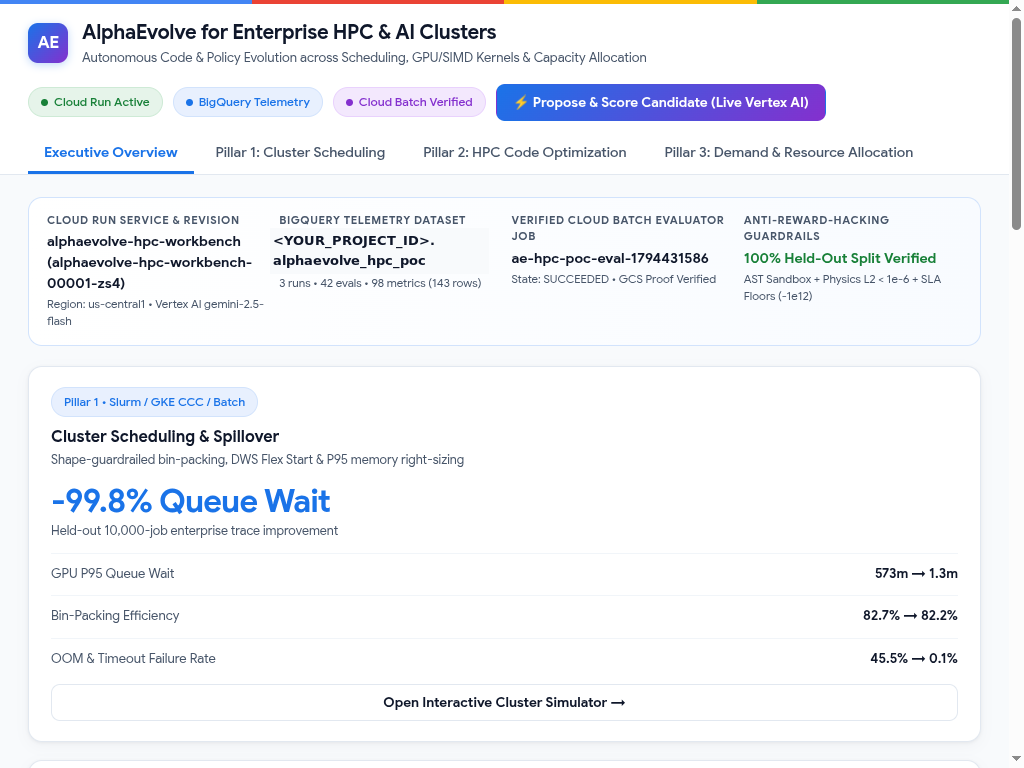 AE
AlphaEvolve for Enterprise HPC & AI Clusters
Autonomous Code & Policy Evolution across Scheduling, GPU/SIMD Kernels & Capacity Allocation
Cloud Run Active
BigQuery Telemetry
Cloud Batch Verified
⚡ Propose & Score Candidate (Live Vertex AI)
Executive Overview
Pillar 1: Cluster Scheduling
Pillar 2: HPC Code Optimization
Pillar 3: Demand & Resource Allocation
CLOUD RUN SERVICE & REVISION
alphaevolve-hpc-workbench
(alphaevolve-hpc-workbench-
00001-zs4)
Region: us-central1 • Vertex AI gemini-2.5-
flash
BIGQUERY TELEMETRY DATASET
<YOUR_PROJECT_ID>.
alphaevolve_hpc_poc
3 runs • 42 evals • 98 metrics (143 rows)
VERIFIED CLOUD BATCH EVALUATOR
JOB
ae-hpc-poc-eval-1794431586
State: SUCCEEDED • GCS Proof Verified
ANTI-REWARD-HACKING
GUARDRAILS
100% Held-Out Split Verified
AST Sandbox + Physics L2 < 1e-6 + SLA
Floors (-1e12)
Pillar 1 • Slurm / GKE CCC / Batch
Cluster Scheduling & Spillover
Shape-guardrailed bin-packing, DWS Flex Start & P95 memory right-sizing
-99.8% Queue Wait
Held-out 10,000-job enterprise trace improvement
GPU P95 Queue Wait 573m → 1.3m
Bin-Packing Efficiency 82.7% → 82.2%
OOM & Timeout Failure Rate 45.5% → 0.1%
Open Interactive Cluster Simulator →